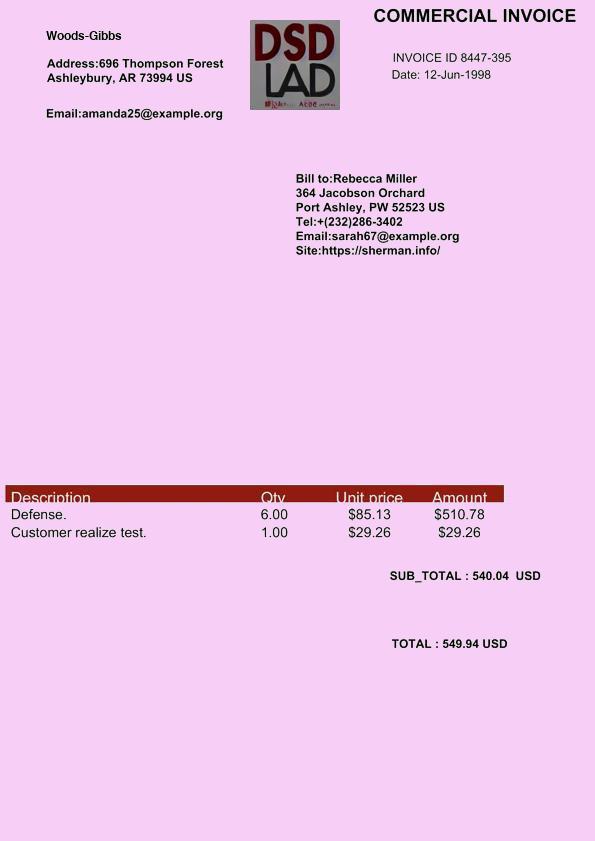 COMMERCIAL INVOICE
Woods-Gibbs
Address:696 Thompson Forest
Ashleybury, AR 73994 US
Email:amanda25@example.org
DSD
LAD
INVOICE ID 8447-395
Date: 12-Jun-1998
Bill to:Rebecca Miller
364 Jacobson Orchard
Port Ashley, PW 52523 US
Tel:+(232)286-3402
Email:sarah67@example.org
Site:https://sherman.info/
Description Qty Unit price Amount
Defense. 6.00 $85.13 $510.78
Customer realize test. 1.00 $29.26 $29.26
SUB_TOTAL : 540.04 USD
TOTAL : 549.94 USD